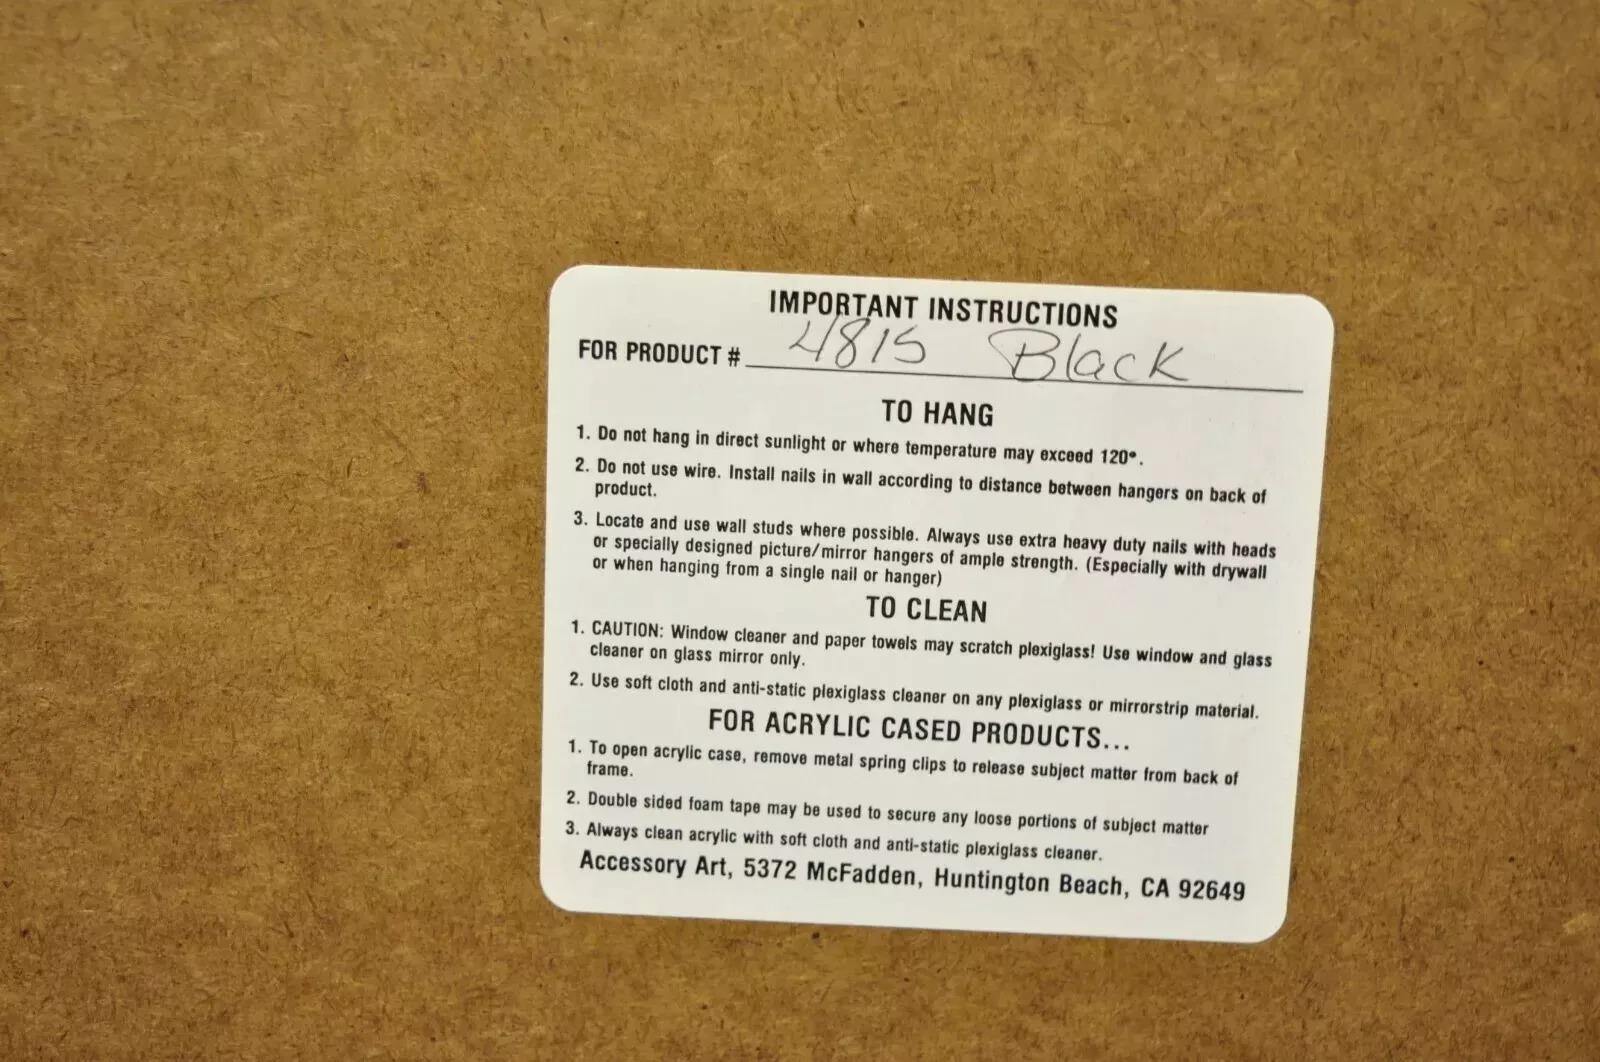 IMPORTANT INSTRUCTIONS
FOR PRODUCT # 4815 Black
TO HANG
1. Do not hang in direct sunlight or where temperature may exceed 120°.
2. Do not use wire. Install nails in wall according to distance between hangers on back of
product.
3. Locate and use wall studs where possible. Always use extra heavy duty nails with heads
or specially designed picture/mirror hangers of ample strength. (Especially with drywall
or when hanging from a single nail or hanger)
TO CLEAN
1. CAUTION: Window cleaner and paper towels may scratch plexiglass! Use window and glass
cleaner on glass mirror only.
2. Use soft cloth and anti-static plexiglass cleaner on any plexiglass or mirrorstrip material.
FOR ACRYLIC CASED PRODUCTS...
1. To open acrylic case, remove metal spring clips to release subject matter from back of
frame.
2. Double sided foam tape may be used to secure any loose portions of subject matter
3. Always clean acrylic with soft cloth and anti-static plexiglass cleaner.
Accessory Art, 5372 McFadden, Huntington Beach, CA 92649